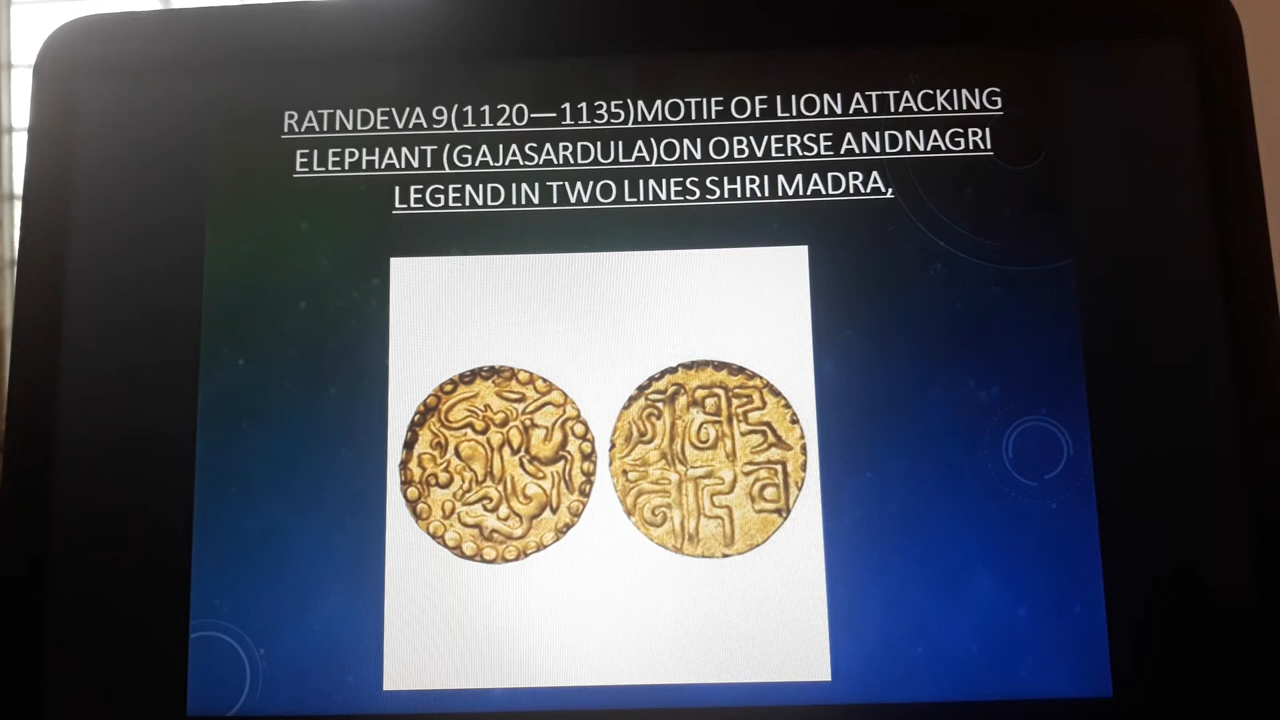 RATNDEVA 9(1120—1135)MOTIF OF LION ATTACKING
ELEPHANT (GAJASARDULA)ON OBVERSE ANDNAGRI
LEGEND IN TWO LINES SHRI MADRA,